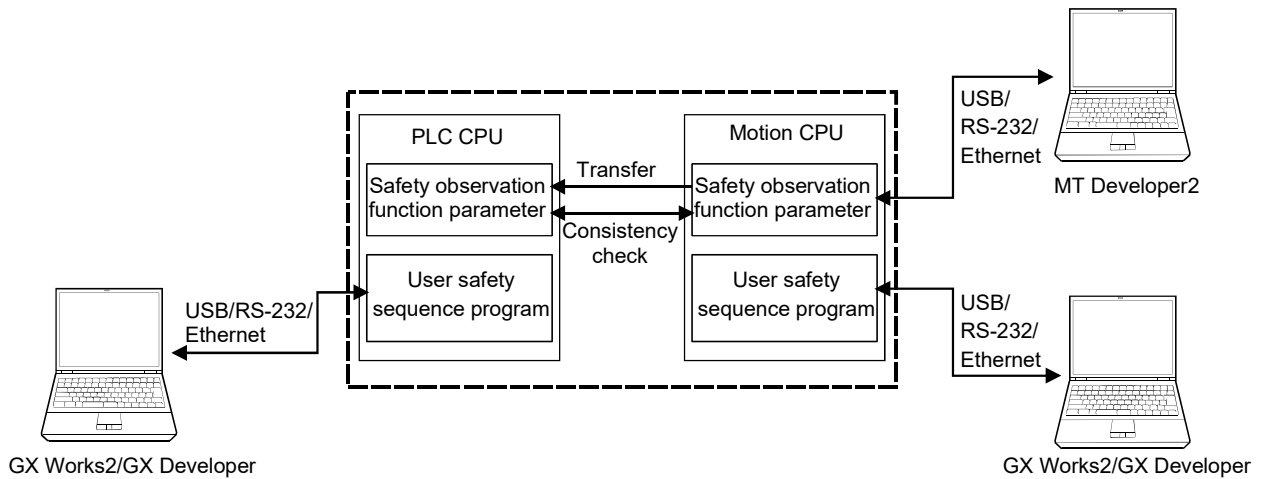 PLC CPU
Safety observation
function parameter
User safety
sequence program
Transfer
Consistency
check
Motion CPU
Safety observation
function parameter
User safety
sequence program
USB/RS-232/
Ethernet
GX Works2/GX Developer
USB/
RS-232/
Ethernet
MT Developer2
USB/
RS-232/
Ethernet
GX Works2/GX Developer